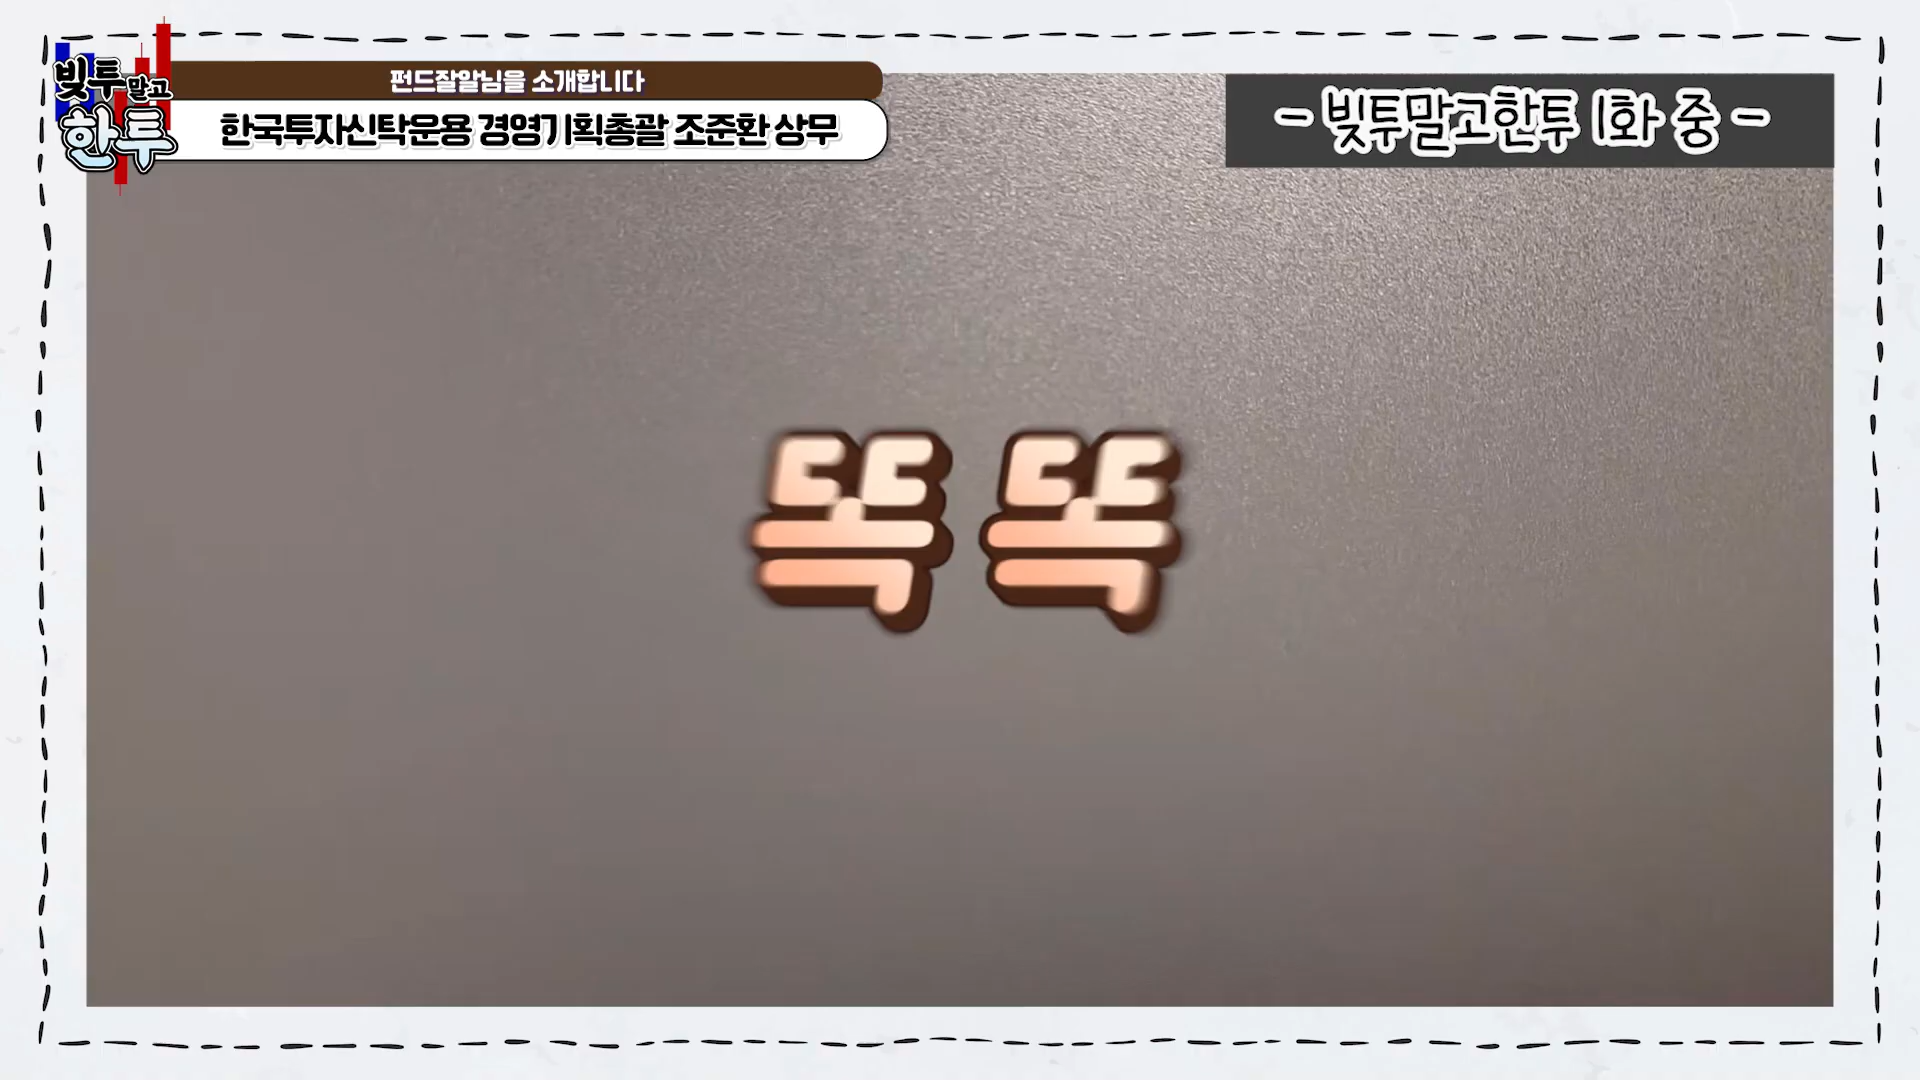 빚투말고
한투
펀드잘알님을 소개합니다
한국투자신탁운용 경영기획총괄 조준환 상무
- 빚투말고한투 1화 중 -
똑 똑